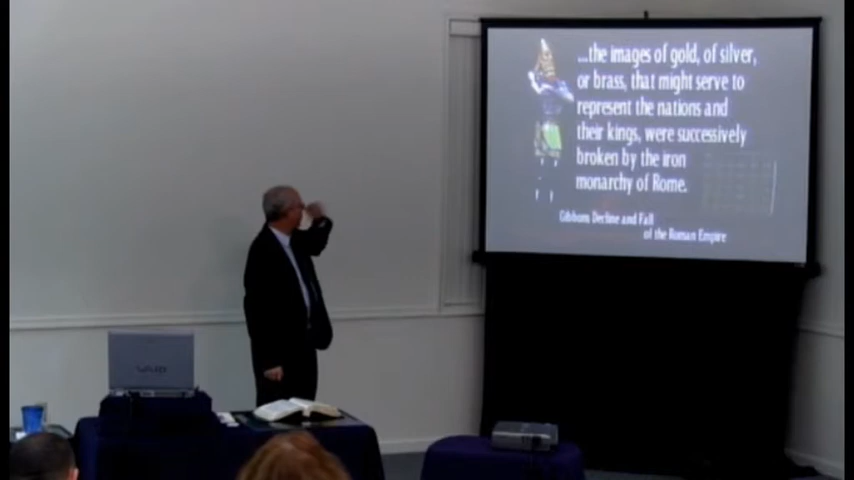 ...the images of gold, of silver,
or brass, that might serve to
represent the nations and
their kings, were successively
broken by the iron
monarchy of Rome.
Gibbons, Decline and Fall
of the Roman Empire
VAIO